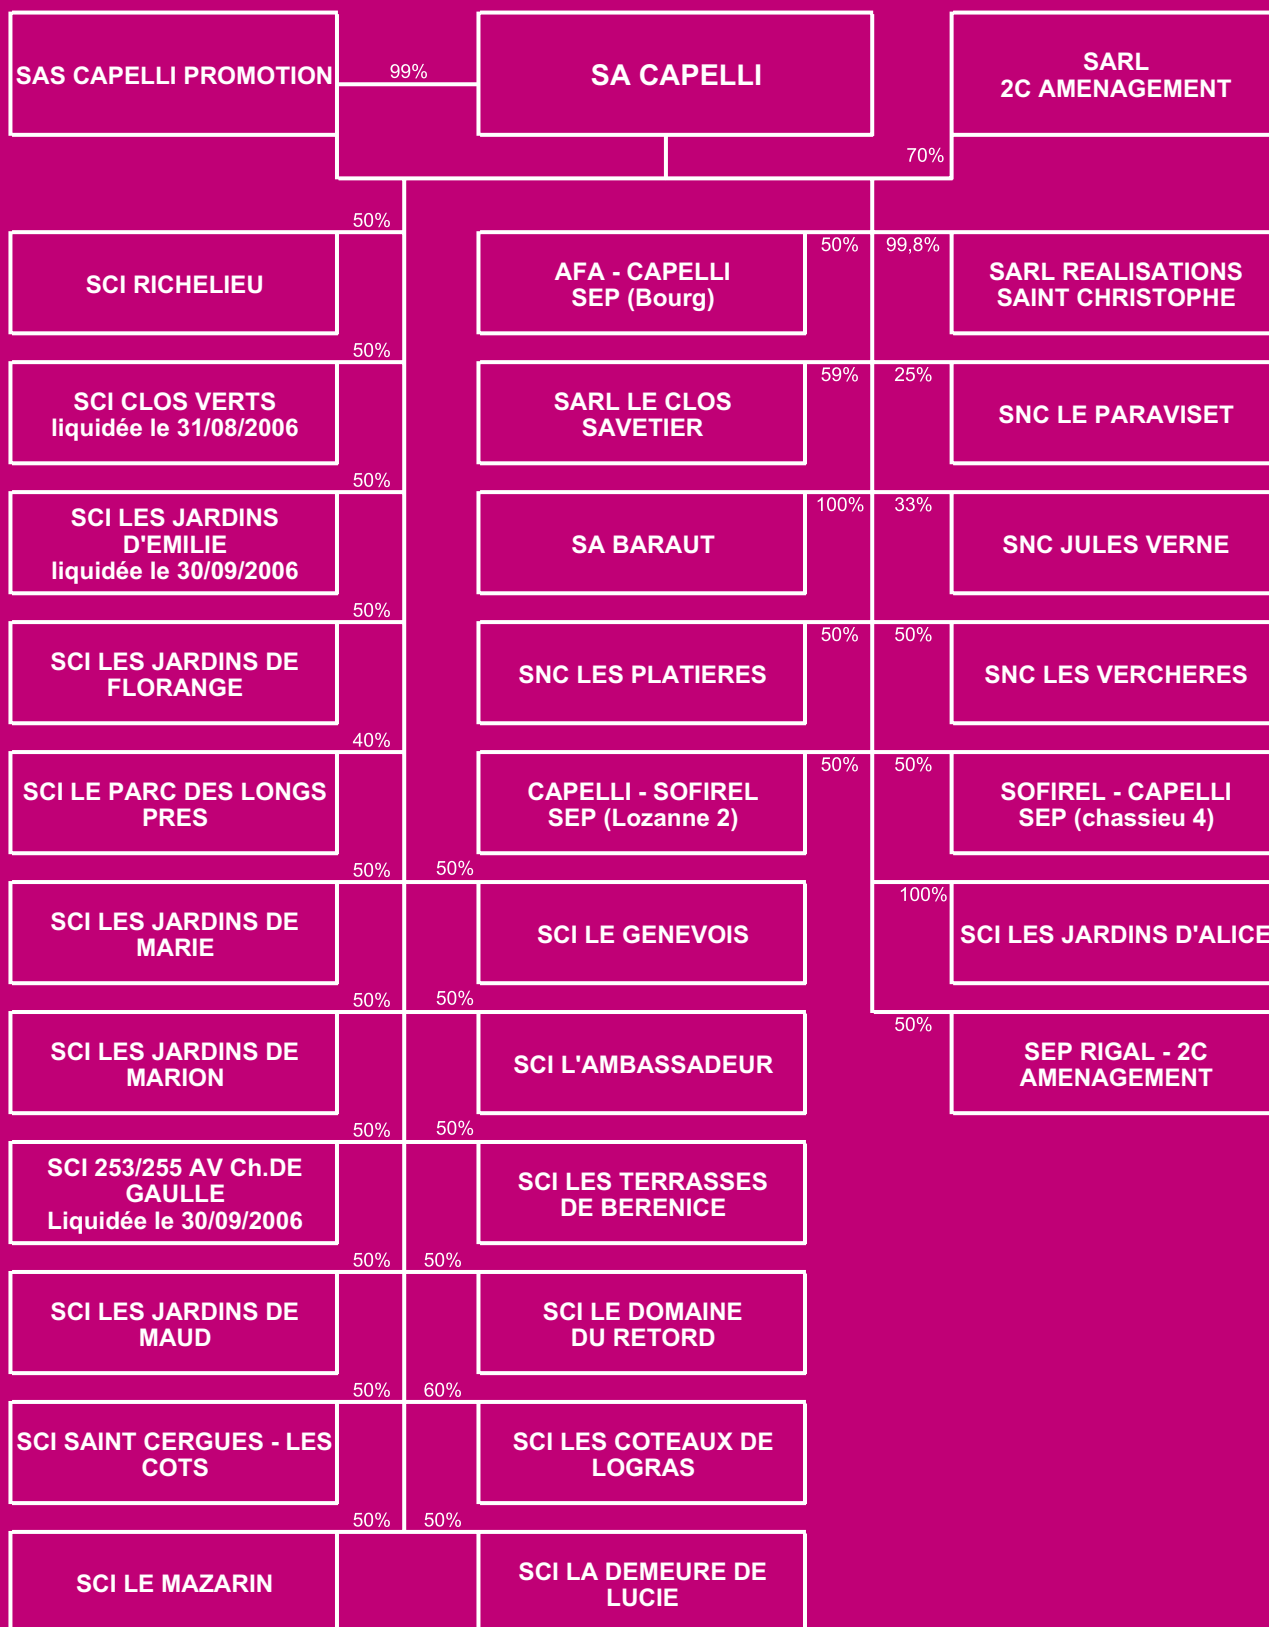 SAS CAPELLI PROMOTION
99%
SA CAPELLI
SARL
2C AMENAGEMENT
70%
50%
SCI RICHELIEU
AFA - CAPELLI
SEP (Bourg)
50%
99,8%
SARL REALISATIONS
SAINT CHRISTOPHE
50%
SCI CLOS VERTS
liquidée le 31/08/2006
SARL LE CLOS
SAVETIER
59%
25%
SNC LE PARAVISET
50%
SCI LES JARDINS
D'EMILIE
liquidée le 30/09/2006
SA BARAUT
100%
33%
SNC JULES VERNE
50%
SCI LES JARDINS DE
FLORANGE
SNC LES PLATIERES
50%
50%
SNC LES VERCHERES
40%
SCI LE PARC DES LONGS
PRES
CAPELLI - SOFIREL
SEP (Lozanne 2)
50%
50%
SOFIREL - CAPELLI
SEP (chassieu 4)
50%
50%
SCI LES JARDINS DE
MARIE
SCI LE GENEVOIS
100%
SCI LES JARDINS D'ALICE
50%
50%
SCI LES JARDINS DE
MARION
SCI L'AMBASSADEUR
50%
SEP RIGAL - 2C
AMENAGEMENT
50%
50%
SCI 253/255 AV Ch.DE
GAULLE
Liquidée le 30/09/2006
SCI LES TERRASSES
DE BERENICE
50%
50%
SCI LES JARDINS DE
MAUD
SCI LE DOMAINE
DU RETORD
50%
60%
SCI SAINT CERGUES - LES
COTS
SCI LES COTEAUX DE
LOGRAS
50%
50%
SCI LE MAZARIN
SCI LA DEMEURE DE
LUCIE